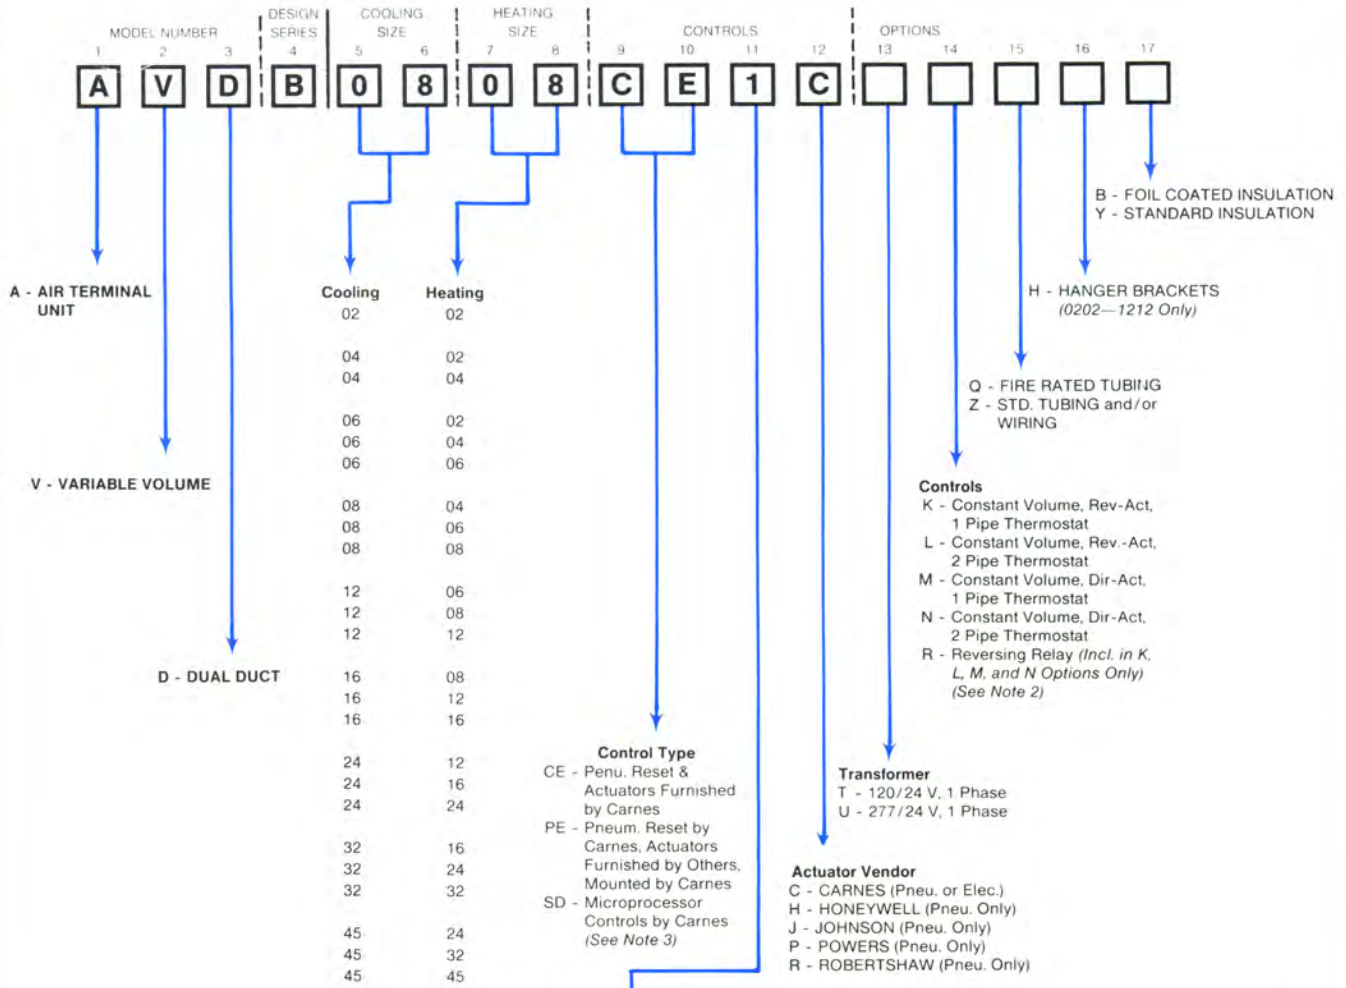 MODEL NUMBER
DESIGN SERIES
COOLING SIZE
HEATING SIZE
CONTROLS
OPTIONS
1 2 3 4 5 6 7 8 9 10 11 12 13 14 15 16 17
A V D B 0 8 0 8 C E 1 C
B - FOIL COATED INSULATION
Y - STANDARD INSULATION
H - HANGER BRACKETS
(0202—1212 Only)
Q - FIRE RATED TUBING
Z - STD. TUBING and/or
WIRING
A - AIR TERMINAL
UNIT
V - VARIABLE VOLUME
D - DUAL DUCT
Cooling Heating
02 02
04 02
04 04
06 02
06 04
06 06
08 04
08 06
08 08
12 06
12 08
12 12
16 08
16 12
16 16
24 12
24 16
24 24
32 16
32 24
32 32
45 24
45 32
45 45
Controls
K - Constant Volume, Rev-Act,
1 Pipe Thermostat
L - Constant Volume, Rev.-Act,
2 Pipe Thermostat
M - Constant Volume, Dir-Act,
1 Pipe Thermostat
N - Constant Volume, Dir-Act,
2 Pipe Thermostat
R - Reversing Relay (Incl. in K,
L, M, and N Options Only)
(See Note 2)
Control Type
CE - Penu. Reset &
Actuators Furnished
by Carnes
PE - Pneum. Reset by
Carnes, Actuators
Furnished by Others,
Mounted by Carnes
SD - Microprocessor
Controls by Carnes
(See Note 3)
Transformer
T - 120/24 V, 1 Phase
U - 277/24 V, 1 Phase
Actuator Vendor
C - CARNES (Pneu. or Elec.)
H - HONEYWELL (Pneu. Only)
J - JOHNSON (Pneu. Only)
P - POWERS (Pneu. Only)
R - ROBERTSHAW (Pneu. Only)